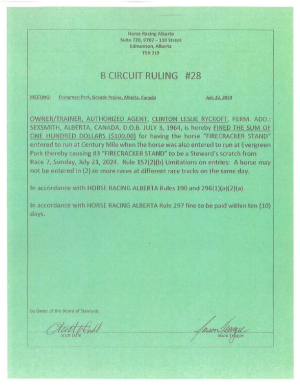 Horse Racing Alberta
Suite 720, 9707 – 110 Street
Edmonton, Alberta
T5K 2L9
B CIRCUIT RULING #28
MEETING: Evergreen Park, Grande Prairie, Alberta, Canada July 22, 2024
OWNER/TRAINER, AUTHORIZED AGENT, CLINTON LESLIE RYCROFT, PERM. ADD.:
SEXSMITH, ALBERTA, CANADA, D.O.B. JULY 3, 1964, is hereby FINED THE SUM OF
ONE HUNDRED DOLLARS ($100.00) for having the horse "FIRECRACKER STAND"
entered to run at Century Mile when the horse was also entered to run at Evergreen
Park thereby causing #3 "FIRECRACKER STAND" to be a Steward's scratch from
Race 7, Sunday, July 21, 2024. Rule 157(2)(b) Limitations on entries: A horse may
not be entered in (2) or more races at different race tracks on the same day.
In accordance with HORSE RACING ALBERTA Rules 190 and 296(1)(a)(2)(a)
In accordance with HORSE RACING ALBERTA Rule 297 fine to be paid within ten (10)
days.
By Order of the Board of Stewards